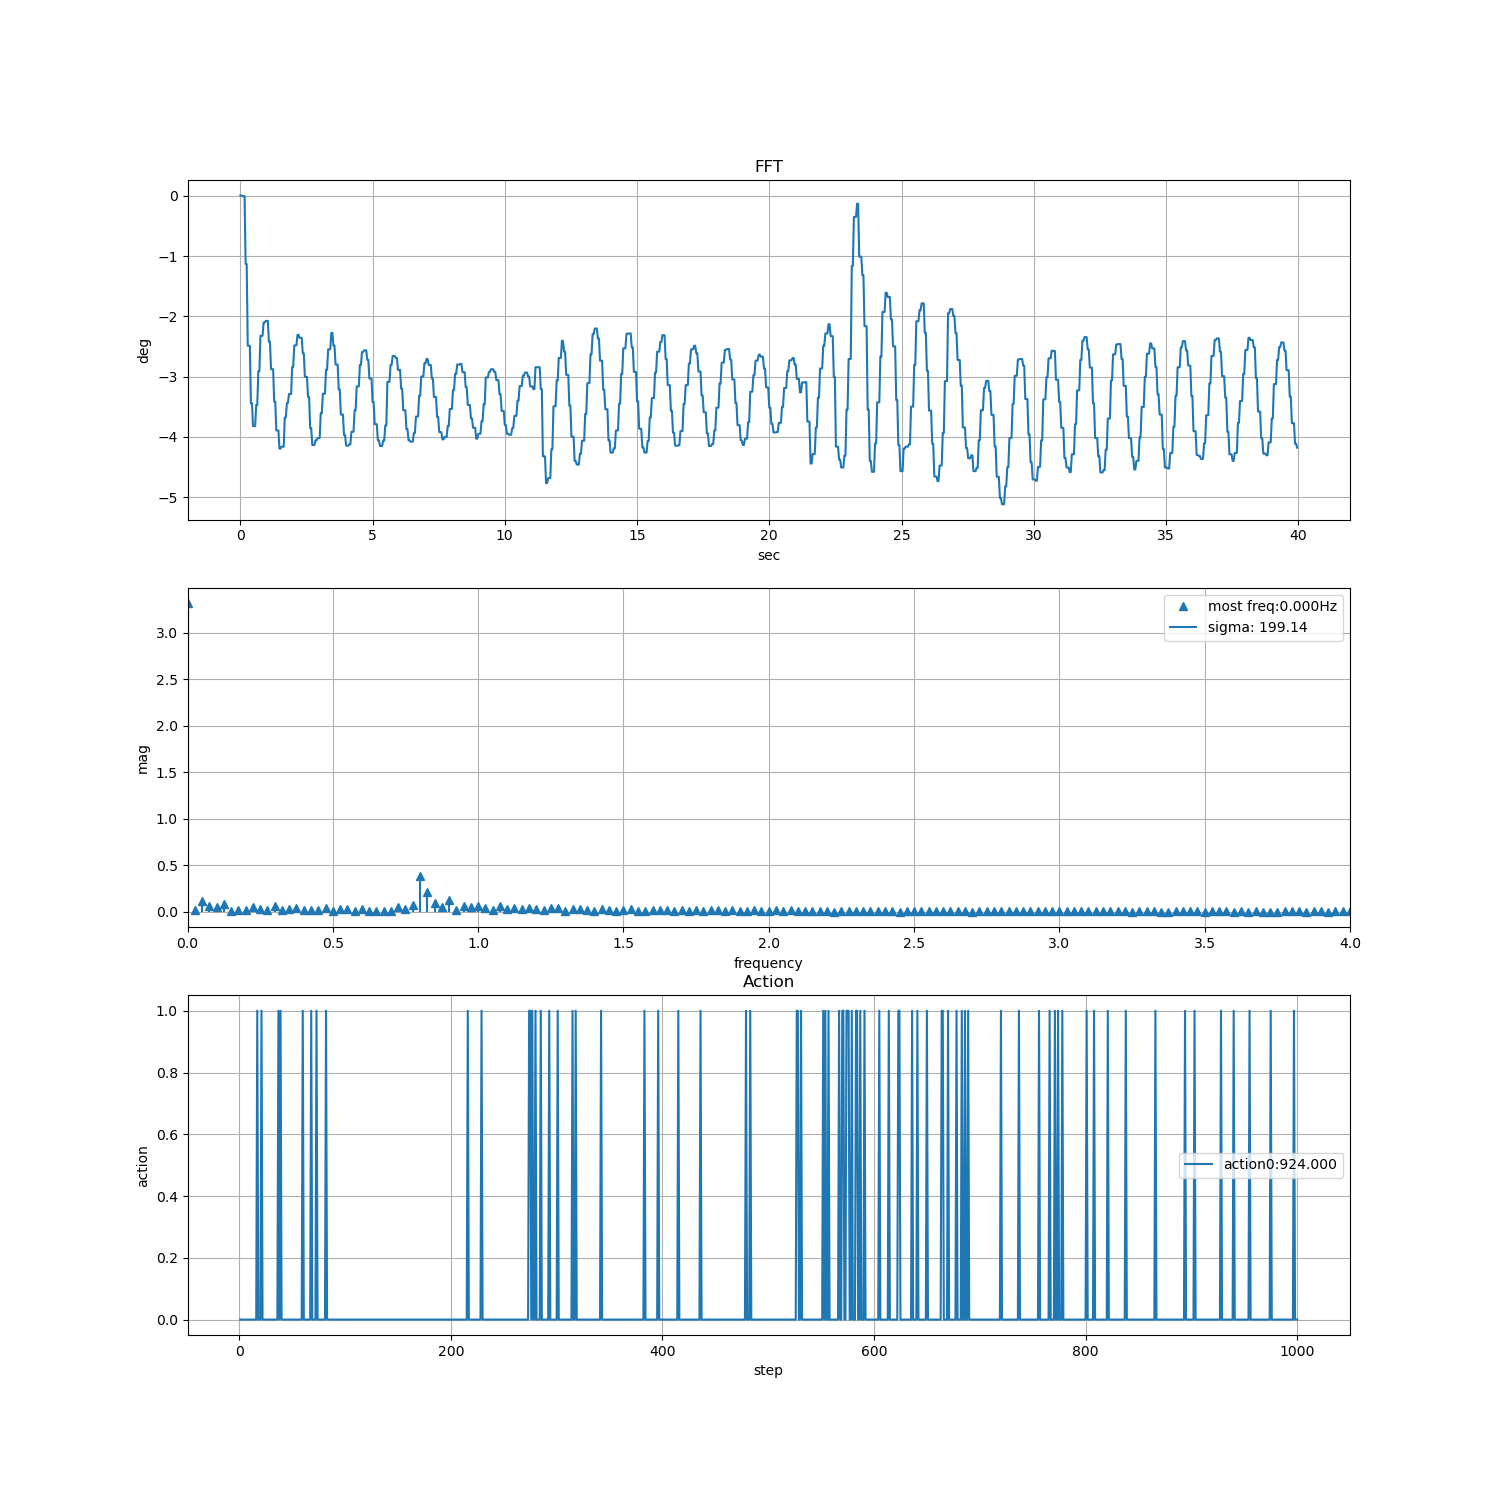 FFT
0
−1
−2
−3
−4
−5
deg
0 5 10 15 20 25 30 35 40
sec
3.0
2.5
2.0
1.5
1.0
0.5
0.0
mag
most freq:0.000Hz
sigma: 199.14
0.0 0.5 1.0 1.5 2.0 2.5 3.0 3.5 4.0
frequency
Action
1.0
0.8
0.6
0.4
0.2
0.0
action
action0:924.000
0 200 400 600 800 1000
step